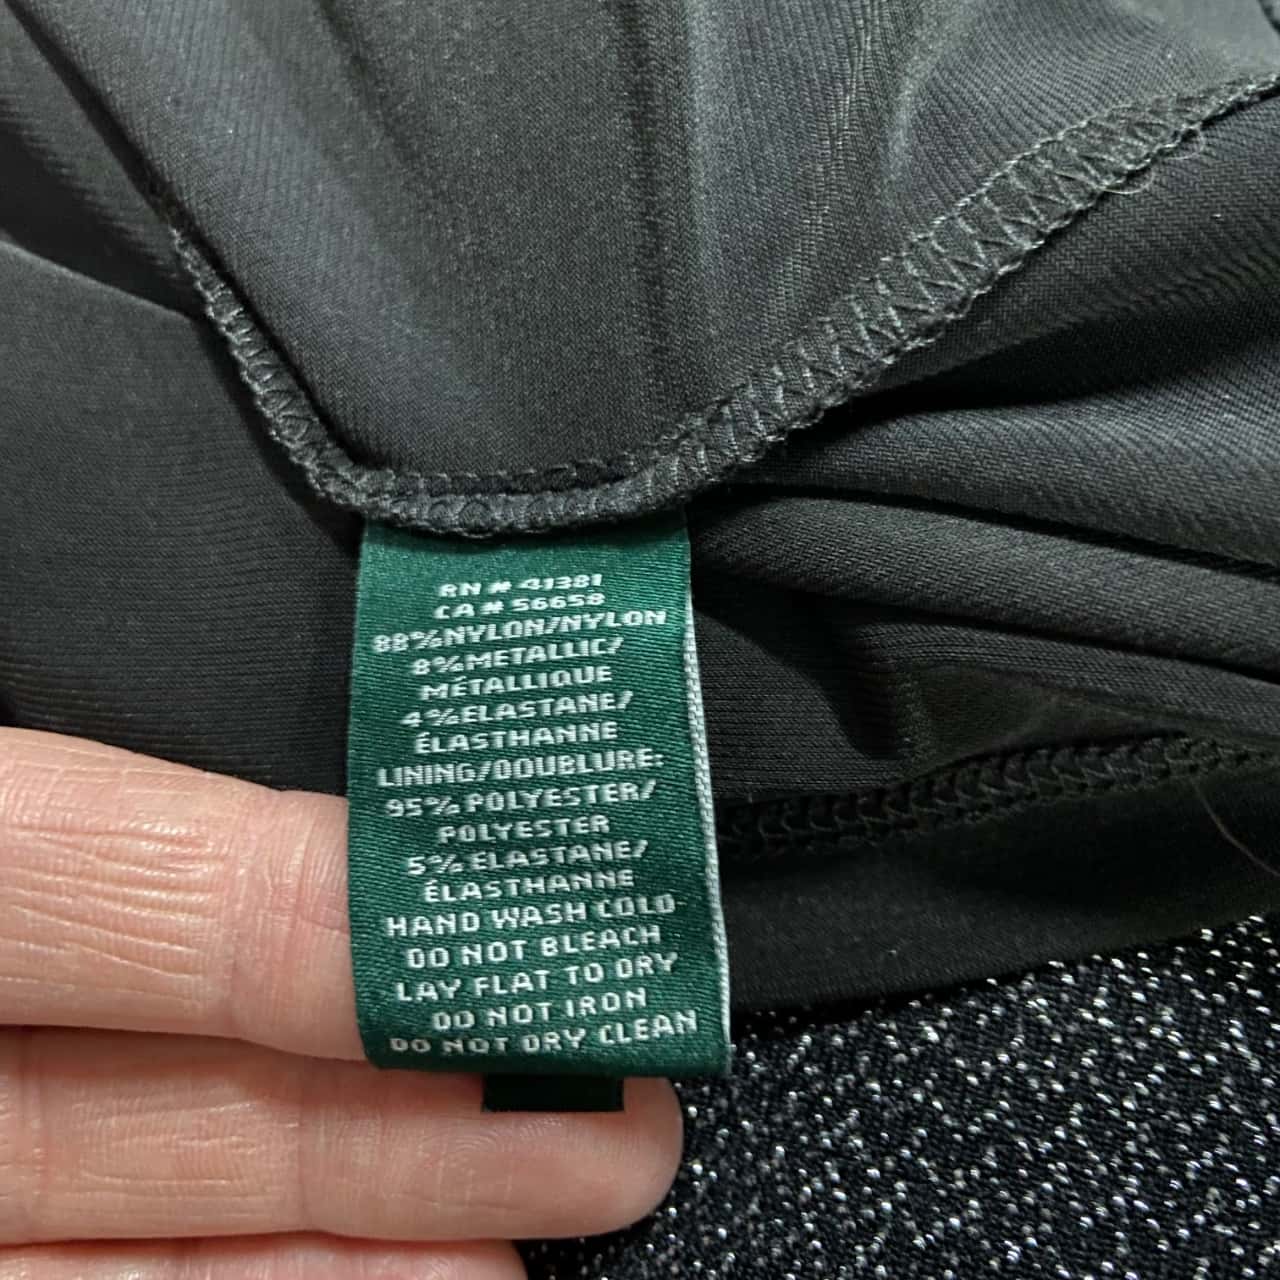 RN # 41381
CA # 56658
88%NYLON/NYLON
8%METALLIC/
MÉTALLIQUE
4%ELASTANE/
ÉLASTHANNE
LINING/DOUBLURE:
95%POLYESTER/
POLYESTER
5%ELASTANE/
ÉLASTHANNE
HAND WASH COLD
DO NOT BLEACH
LAY FLAT TO DRY
DO NOT IRON
DO NOT DRY CLEAN